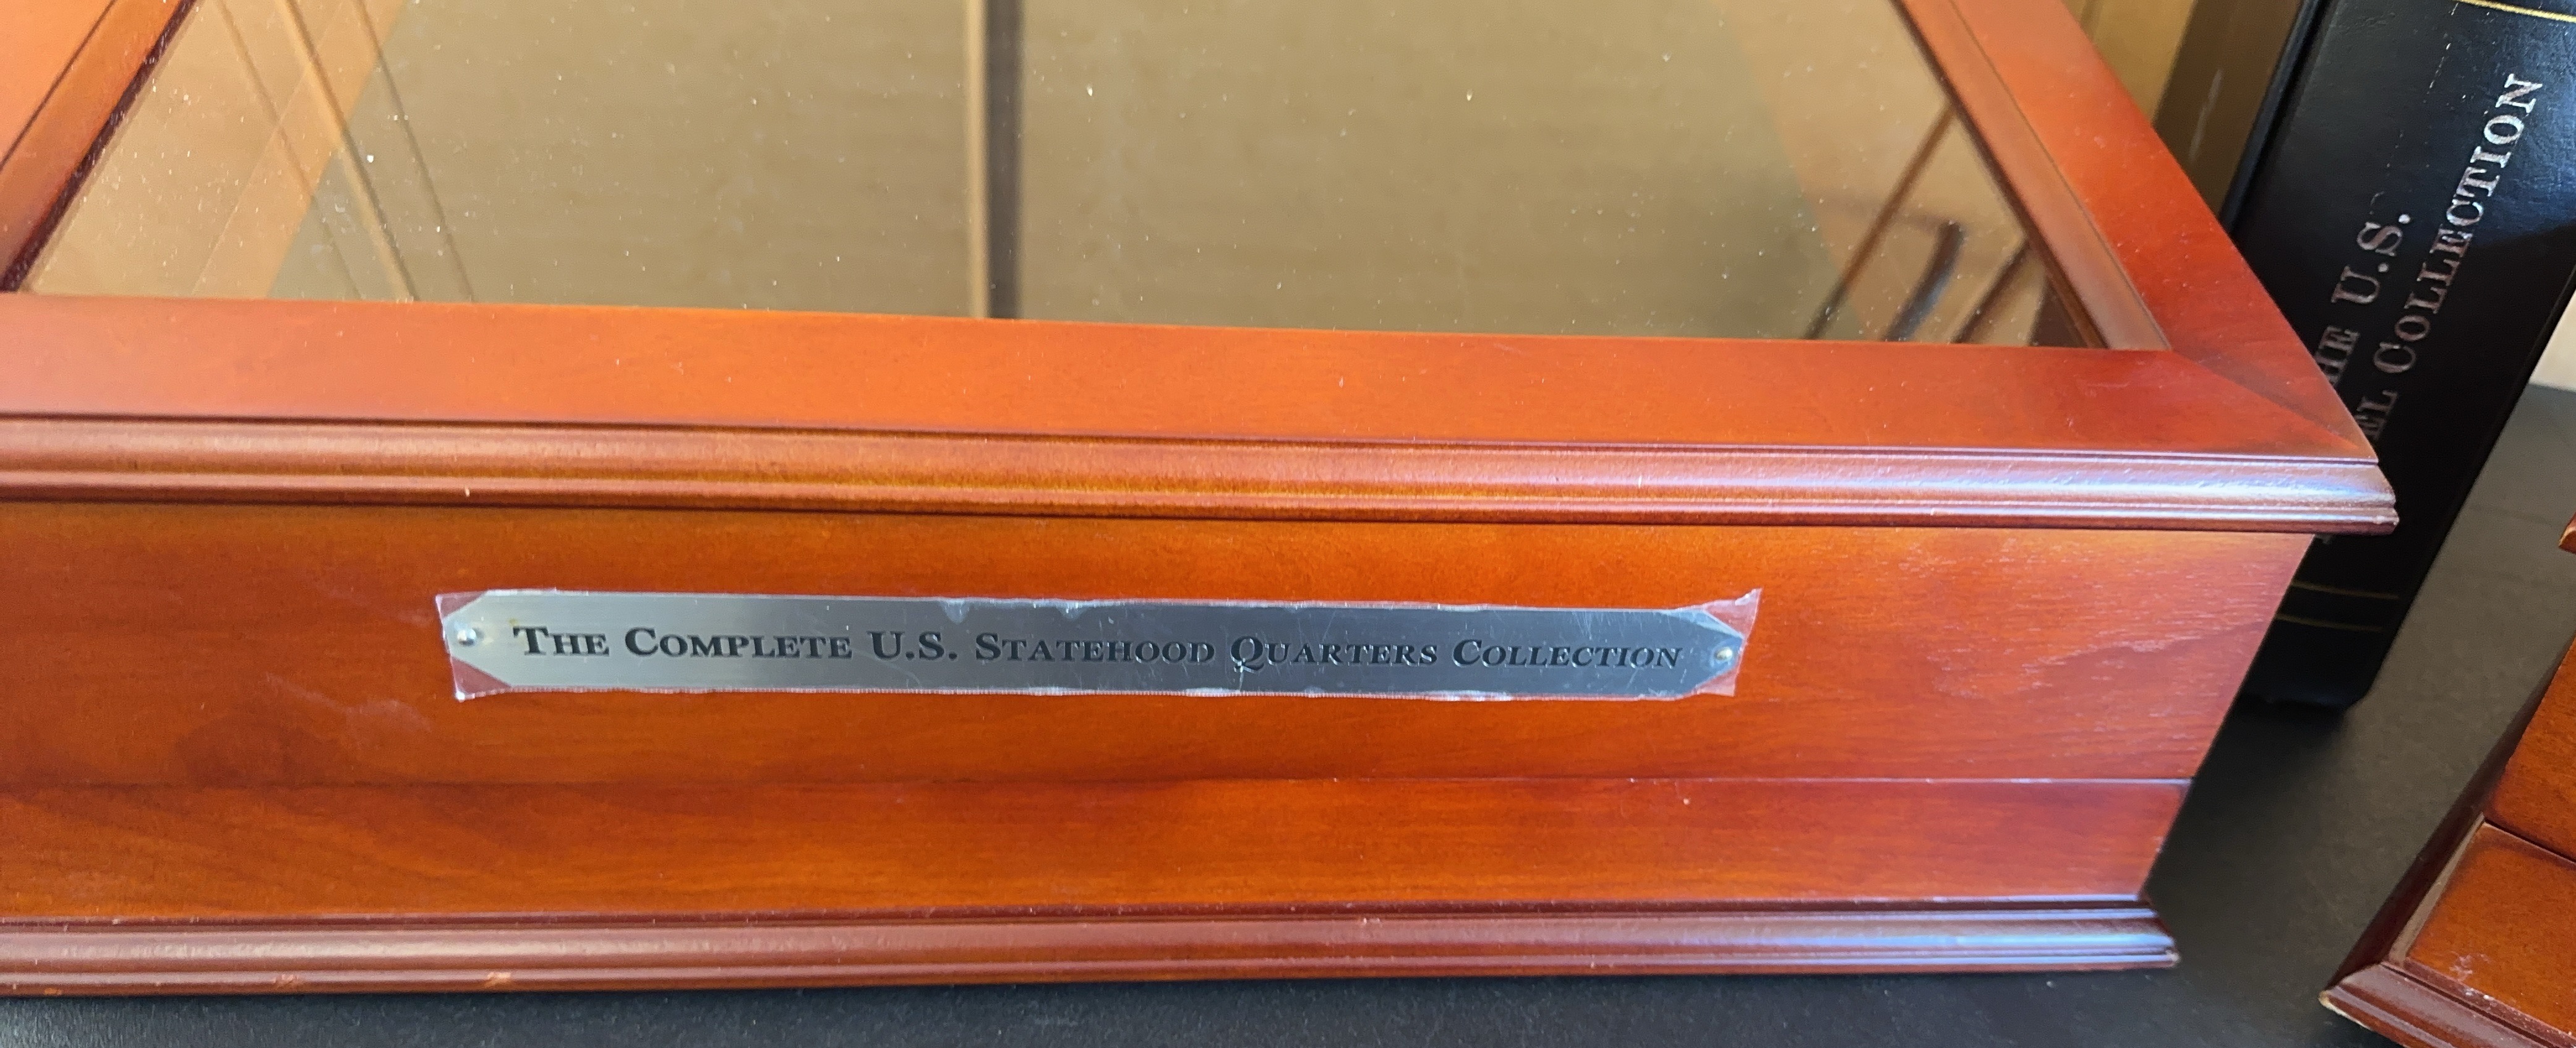 THE COMPLETE U.S. STATEHOOD QUARTERS COLLECTION
U.S.
COLLECTION